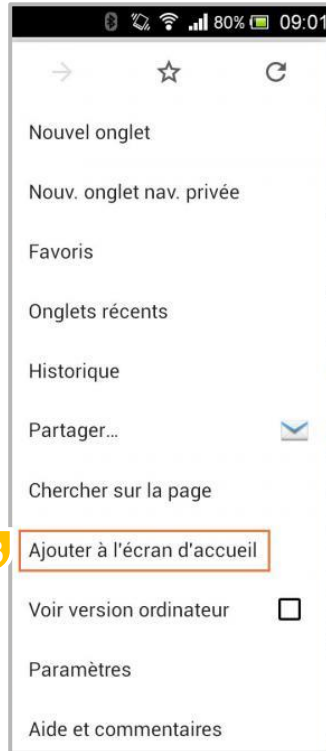 80% 09:01
Nouvel onglet
Nouv. onglet nav. privée
Favoris
Onglets récents
Historique
Partager...
Chercher sur la page
Ajouter à l'écran d'accueil
Voir version ordinateur
Paramètres
Aide et commentaires